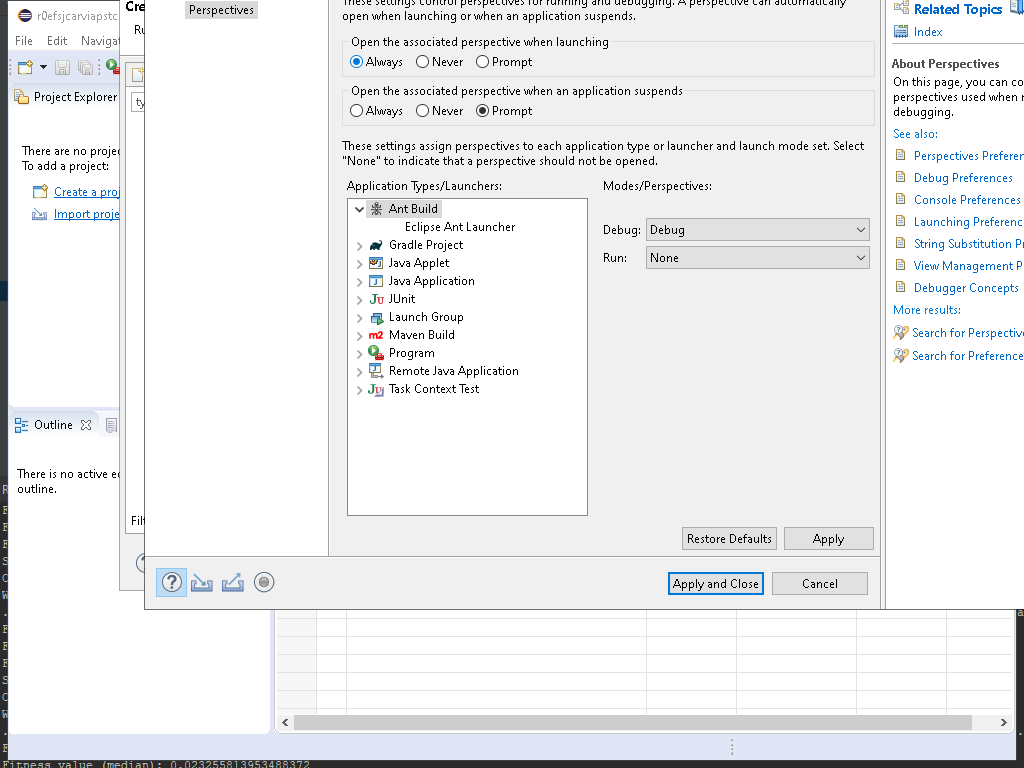 r0efsjcarviapstc
File Edit Navigat
Project Explorer
There are no proje
To add a project:
Create a proj
Import proje
Outline
There is no active ed
outline.
Cre
Ru
ty
Filt
Perspectives
These settings control perspectives for running and debugging. A perspective can automatically
open when launching or when an application suspends.
Open the associated perspective when launching
Always Never Prompt
Open the associated perspective when an application suspends
Always Never Prompt
These settings assign perspectives to each application type or launcher and launch mode set. Select
"None" to indicate that a perspective should not be opened.
Application Types/Launchers:
Ant Build
Eclipse Ant Launcher
Gradle Project
Java Applet
Java Application
JUnit
Launch Group
Maven Build
Program
Remote Java Application
Task Context Test
Modes/Perspectives:
Debug: Debug
Run: None
Restore Defaults Apply
Apply and Close Cancel
Related Topics
Index
About Perspectives
On this page, you can co
perspectives used when r
debugging.
See also:
Perspectives Preferen
Debug Preferences
Console Preferences
Launching Preferenc
String Substitution P
View Management P
Debugger Concepts
More results:
Search for Perspective
Search for Preference
Fitness value (median): 0.023255813953488372